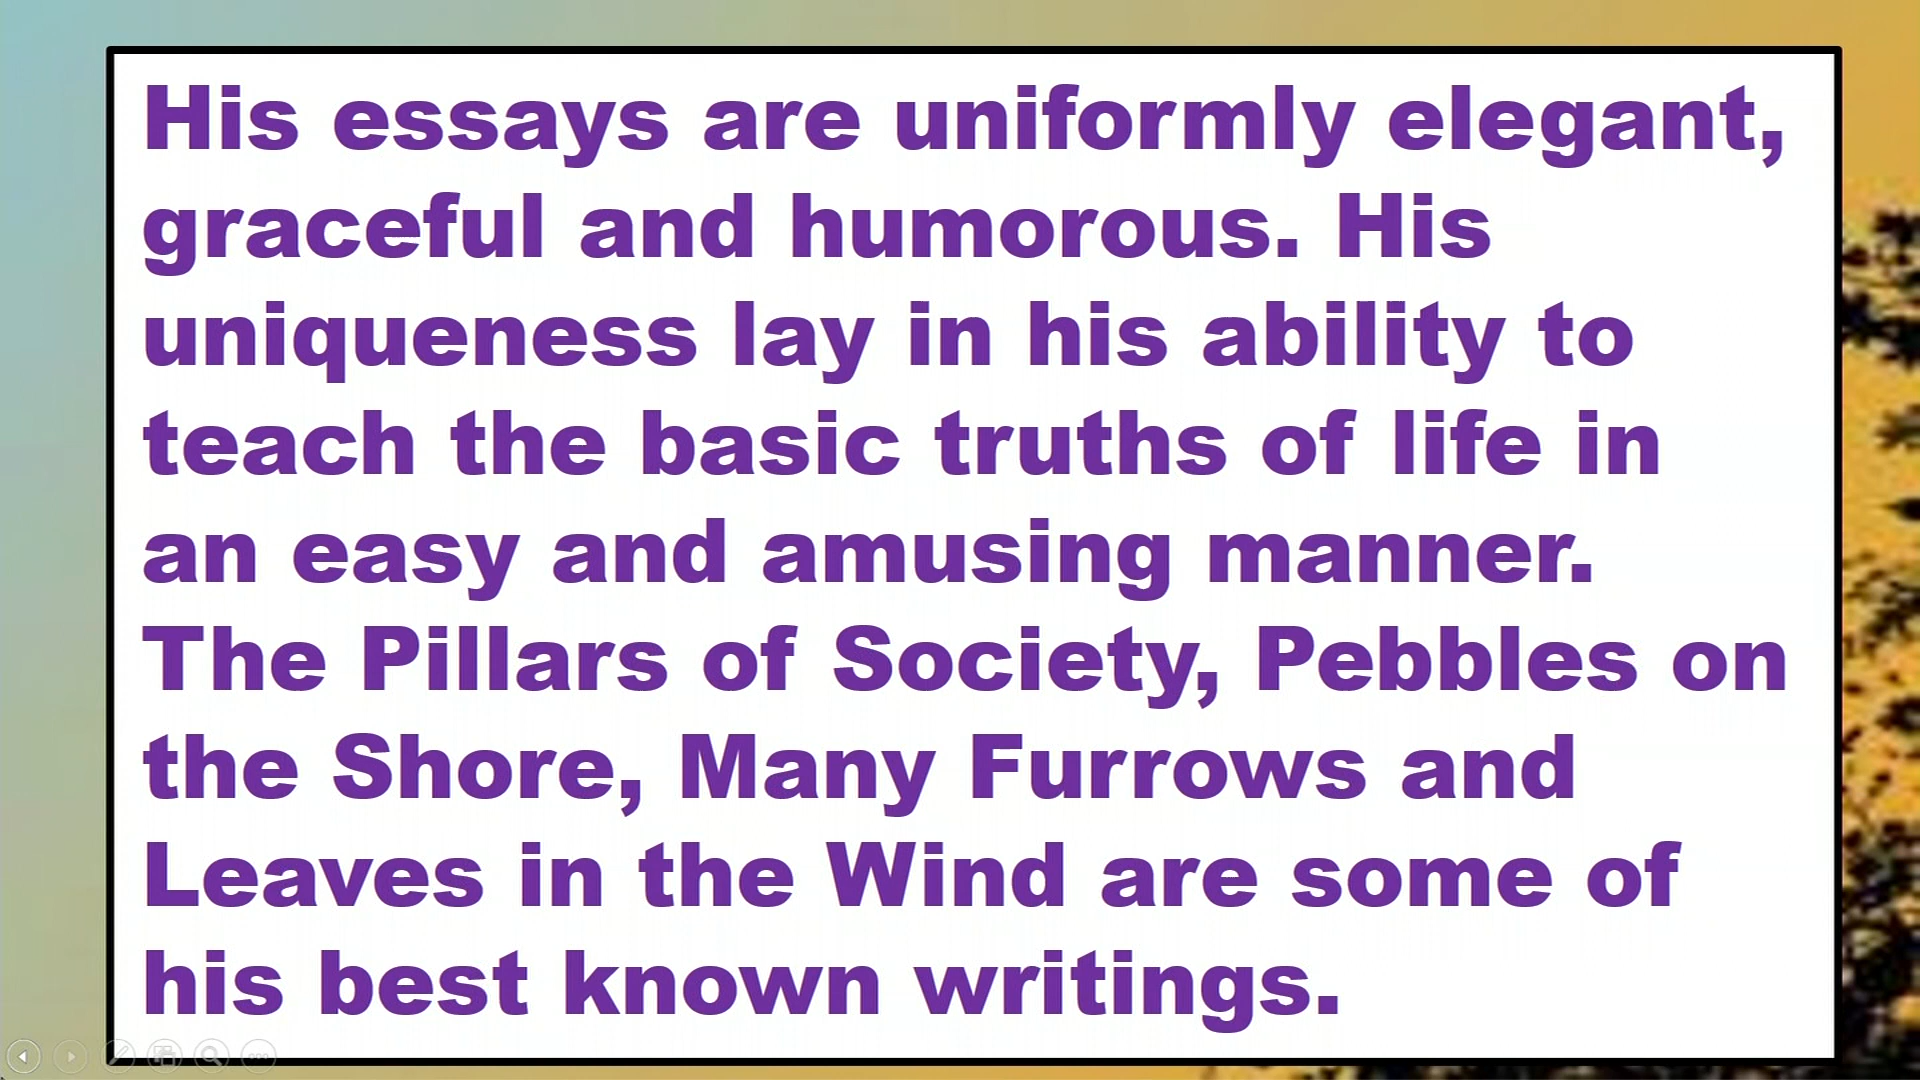 His essays are uniformly elegant,
graceful and humorous. His
uniqueness lay in his ability to
teach the basic truths of life in
an easy and amusing manner.
The Pillars of Society, Pebbles on
the Shore, Many Furrows and
Leaves in the Wind are some of
his best known writings.